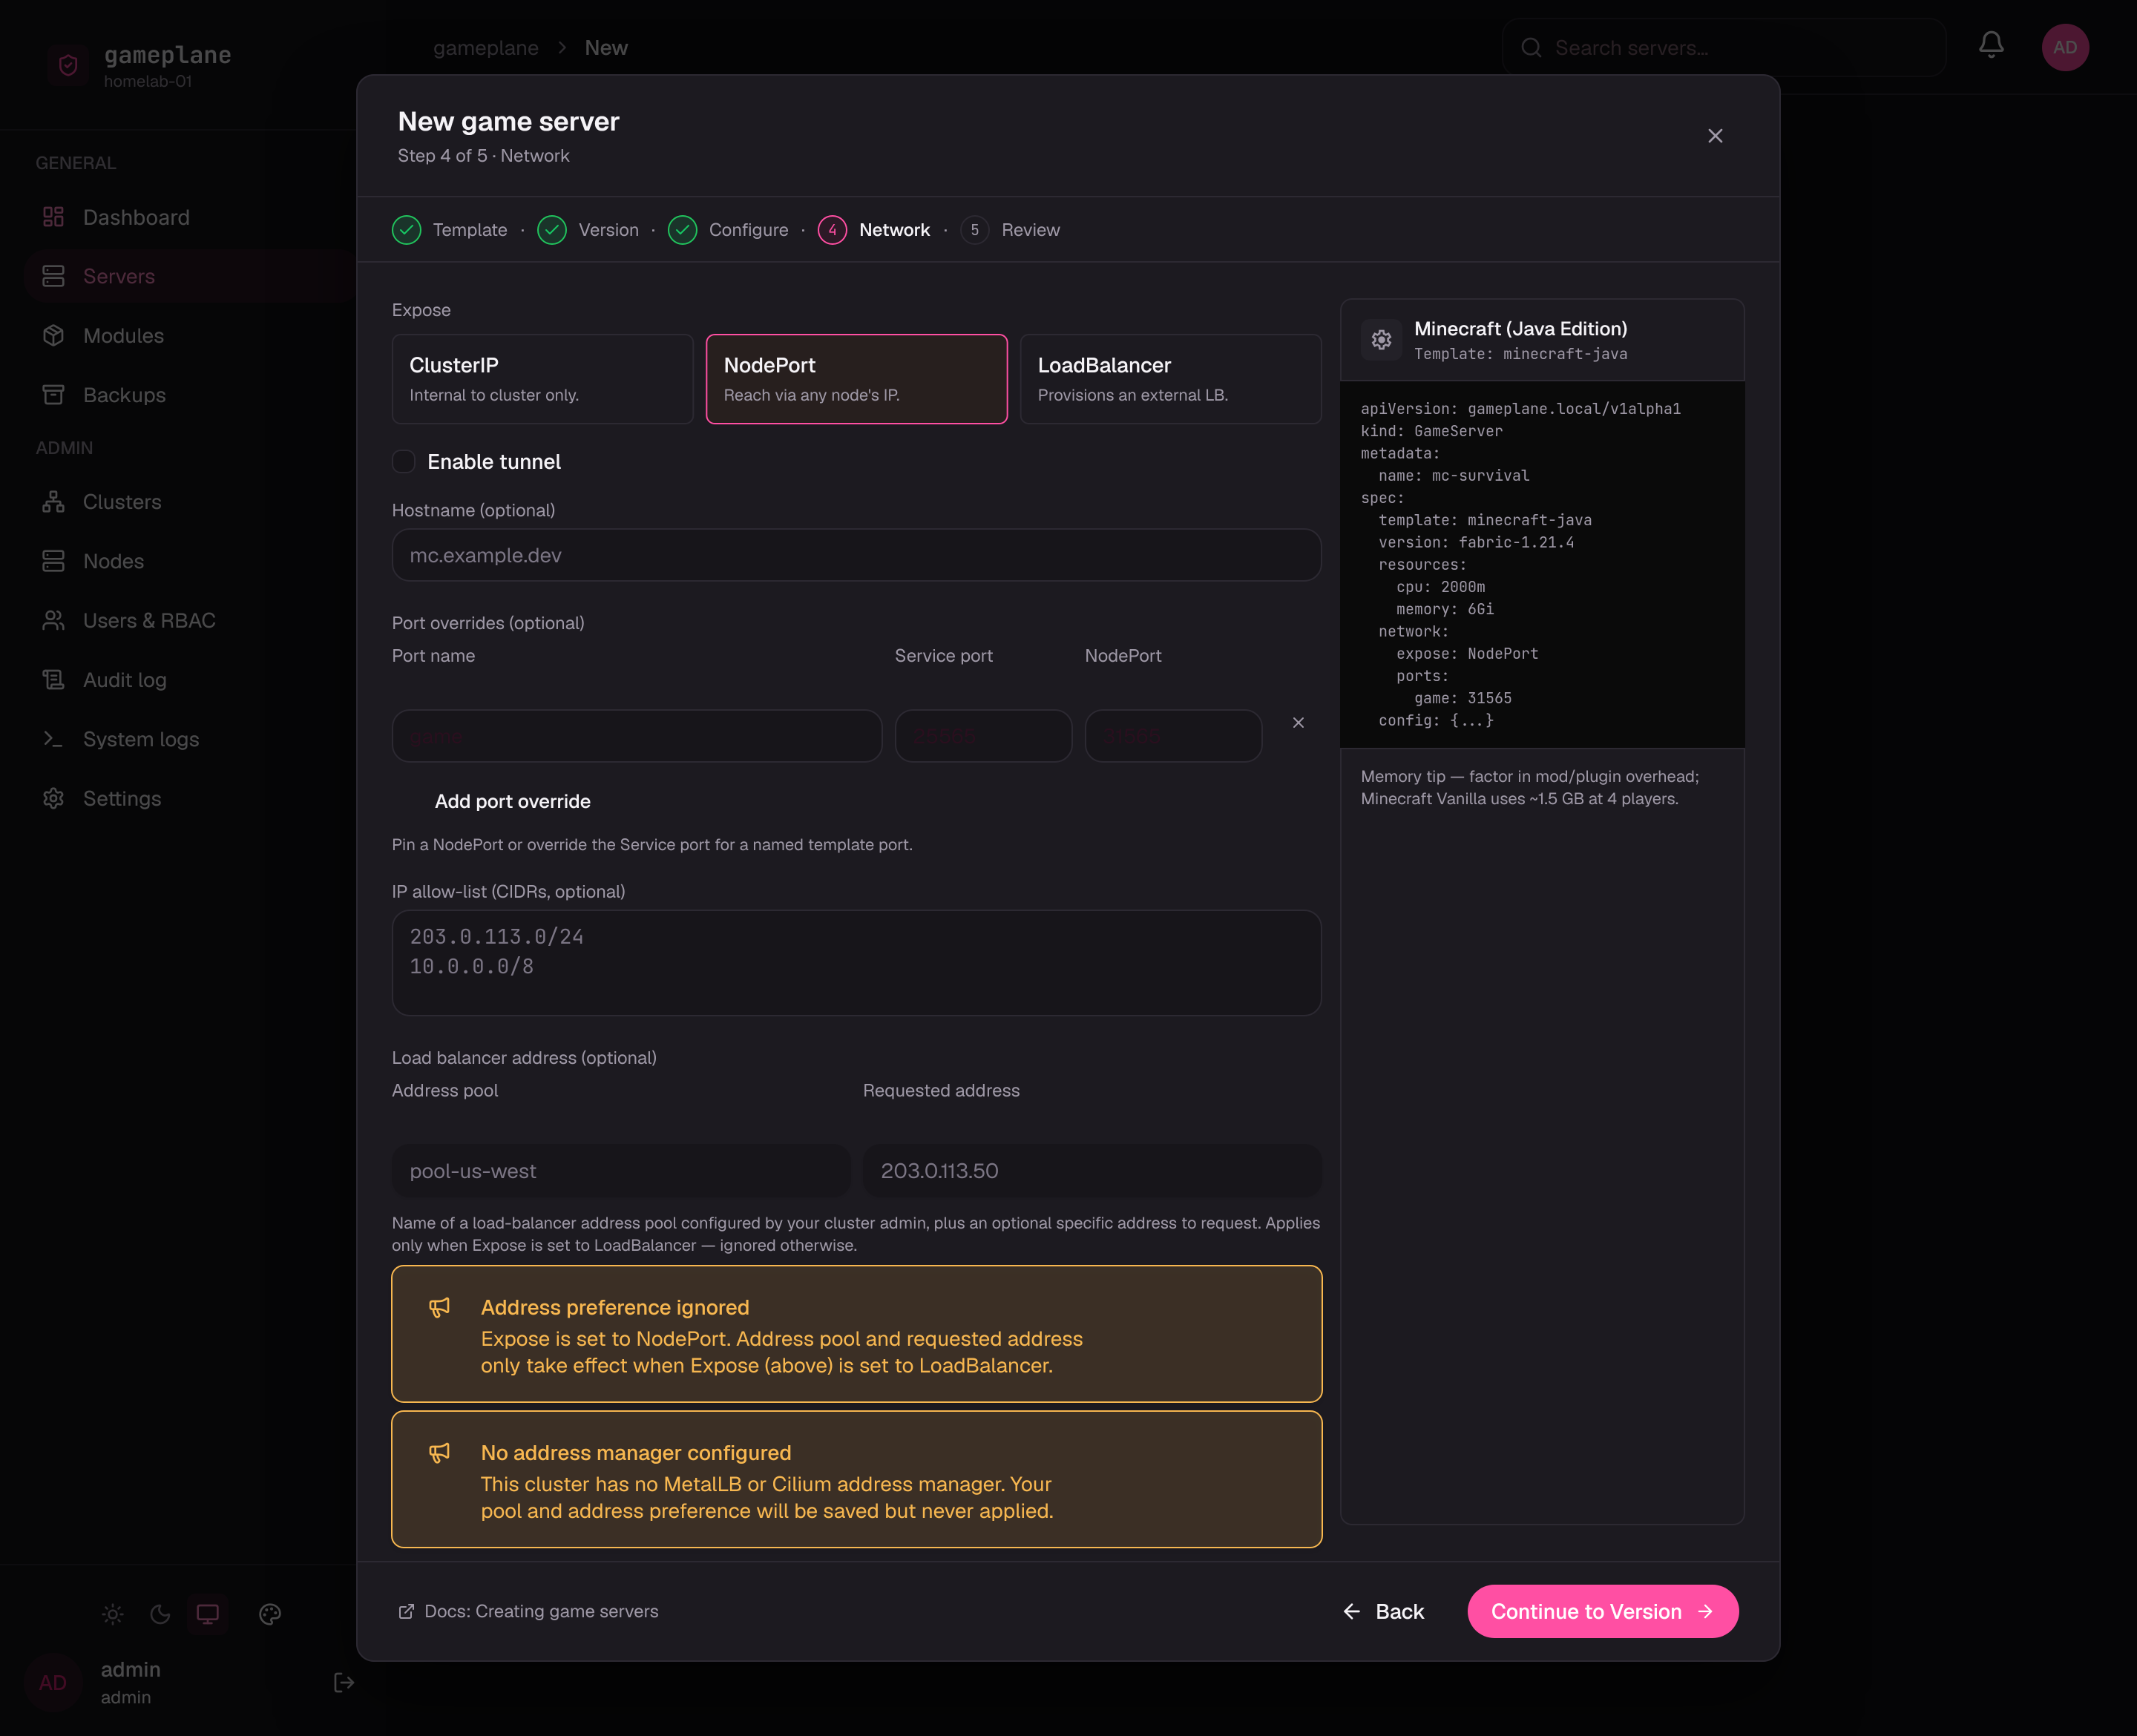 gameplane
homelab-01
gameplane > New
Search servers...
AD
GENERAL
Dashboard
Servers
Modules
Backups
ADMIN
Clusters
Nodes
Users & RBAC
Audit log
System logs
Settings
AD
admin
admin
New game server
Step 4 of 5 · Network
Template · Version · Configure · 4 Network · 5 Review
Expose
ClusterIP
Internal to cluster only.
NodePort
Reach via any node's IP.
LoadBalancer
Provisions an external LB.
Enable tunnel
Hostname (optional)
mc.example.dev
Port overrides (optional)
Port name Service port NodePort
game 25565 31565
Add port override
Pin a NodePort or override the Service port for a named template port.
IP allow-list (CIDRs, optional)
203.0.113.0/24
10.0.0.0/8
Load balancer address (optional)
Address pool Requested address
pool-us-west 203.0.113.50
Name of a load-balancer address pool configured by your cluster admin, plus an optional specific address to request. Applies
only when Expose is set to LoadBalancer — ignored otherwise.
Address preference ignored
Expose is set to NodePort. Address pool and requested address
only take effect when Expose (above) is set to LoadBalancer.
No address manager configured
This cluster has no MetalLB or Cilium address manager. Your
pool and address preference will be saved but never applied.
Minecraft (Java Edition)
Template: minecraft-java
apiVersion: gameplane.local/v1alpha1
kind: GameServer
metadata:
  name: mc-survival
spec:
  template: minecraft-java
  version: fabric-1.21.4
  resources:
    cpu: 2000m
    memory: 6Gi
  network:
    expose: NodePort
    ports:
      game: 31565
  config: {...}
Memory tip — factor in mod/plugin overhead;
Minecraft Vanilla uses ~1.5 GB at 4 players.
Docs: Creating game servers
Back
Continue to Version